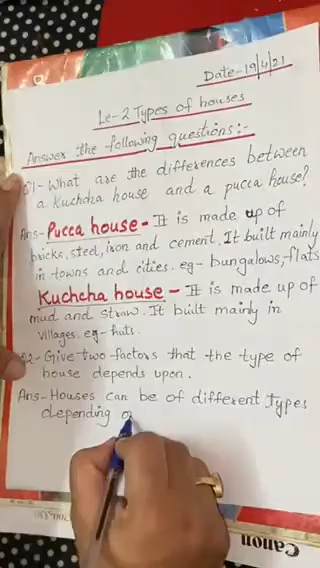 Date-19/4/21
Le-2 Types of houses
Answer the following questions:-
Q1-What are the differences between
a Kuchcha house and a pucca house?
Ans-Pucca house-It is made up of
bricks, steel, iron and cement. It built mainly
in towns and cities. eg- bungalows, flats
Kuchcha house - It is made up of
mud and straw. It built mainly in
villages. eg- huts.
Q2-Give two factors that the type of
house depends upon.
Ans-Houses can be of different types
depending o
Canon